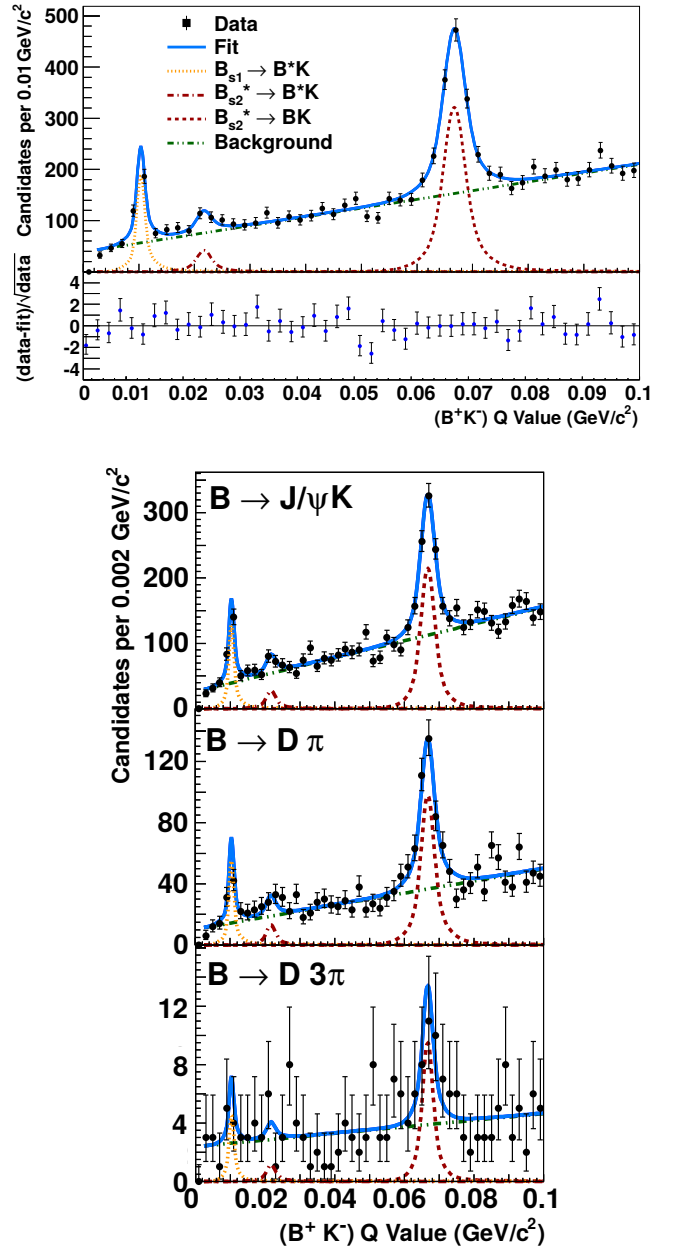 Candidates per 0.01 GeV/c²
500
400
300
200
100
Data
Fit
B_s1 → B*K
B_s2* → B*K
B_s2* → BK
Background
(data-fit)/√data
4
2
0
-2
-4
0 0.01 0.02 0.03 0.04 0.05 0.06 0.07 0.08 0.09 0.1
(B⁺K⁻) Q Value (GeV/c²)
Candidates per 0.002 GeV/c²
B → J/ψK
300
200
100
0
B → D π
120
80
40
0
B → D 3π
12
8
4
0
0 0.02 0.04 0.06 0.08 0.1
(B⁺ K⁻) Q Value (GeV/c²)